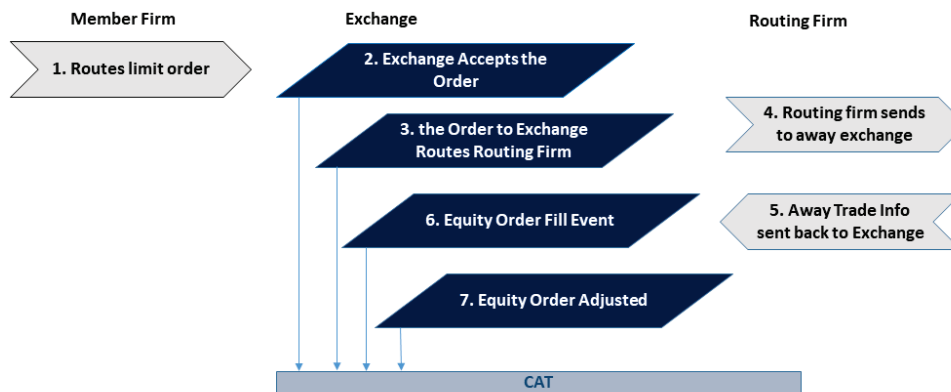 Member Firm
Exchange
Routing Firm
1. Routes limit order
2. Exchange Accepts the
Order
3. the Order to Exchange
Routes Routing Firm
4. Routing firm sends
to away exchange
5. Away Trade Info
sent back to Exchange
6. Equity Order Fill Event
7. Equity Order Adjusted
CAT